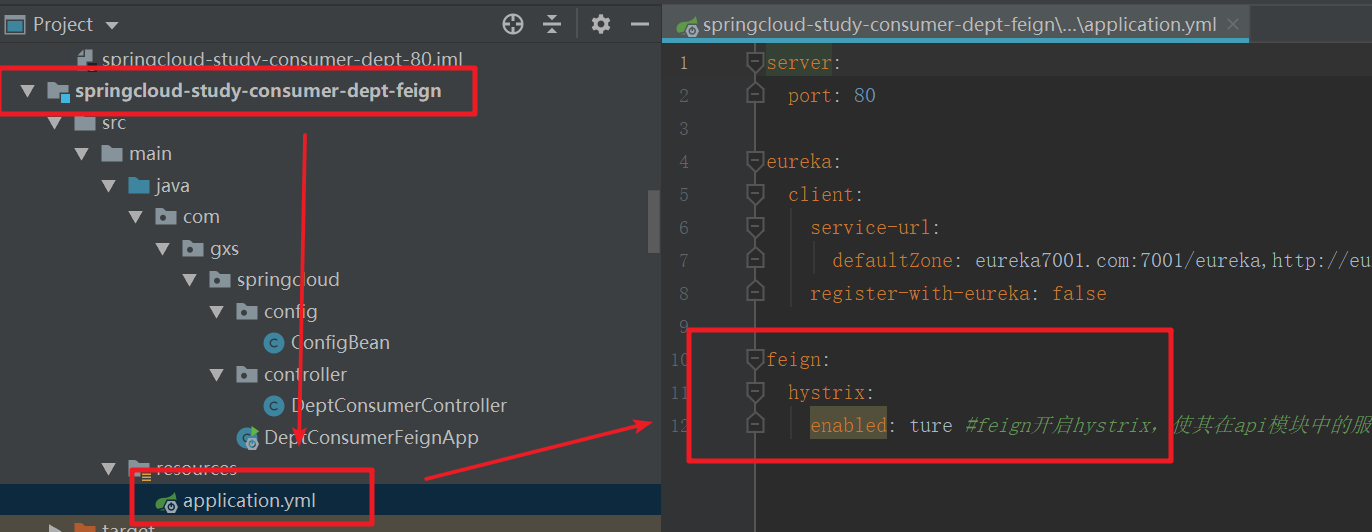 Project
springcloud-study-consumer-dept-80.iml
springcloud-study-consumer-dept-feign
src
main
java
com
gxs
springcloud
config
ConfigBean
controller
DeptConsumerController
DeptConsumerFeignApp
resources
application.yml
target
springcloud-study-consumer-dept-feign\...\application.yml
1 server:
2 port: 80
3
4 eureka:
5 client:
6 service-url:
7 defaultZone: eureka7001.com:7001/eureka,http://eu
8 register-with-eureka: false
9
10 feign:
11 hystrix:
12 enabled: ture #feign开启hystrix，使其在api模块中的服